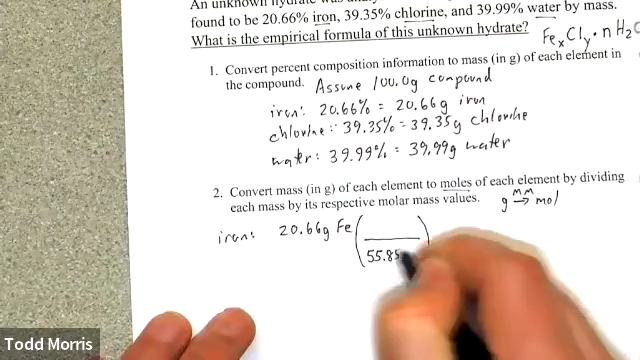 An unknown hydrate was
found to be 20.66% iron, 39.35% chlorine, and 39.99% water by mass.
What is the empirical formula of this unknown hydrate?
FexCly·nH2O
1. Convert percent composition information to mass (in g) of each element in
the compound. Assume 100.0g compound
iron: 20.66% = 20.66g iron
chlorine: 39.35% = 39.35g chlorine
water: 39.99% = 39.99g water
2. Convert mass (in g) of each element to moles of each element by dividing
each mass by its respective molar mass values. g MM→ mol
iron: 20.66g Fe (
55.85
Todd Morris